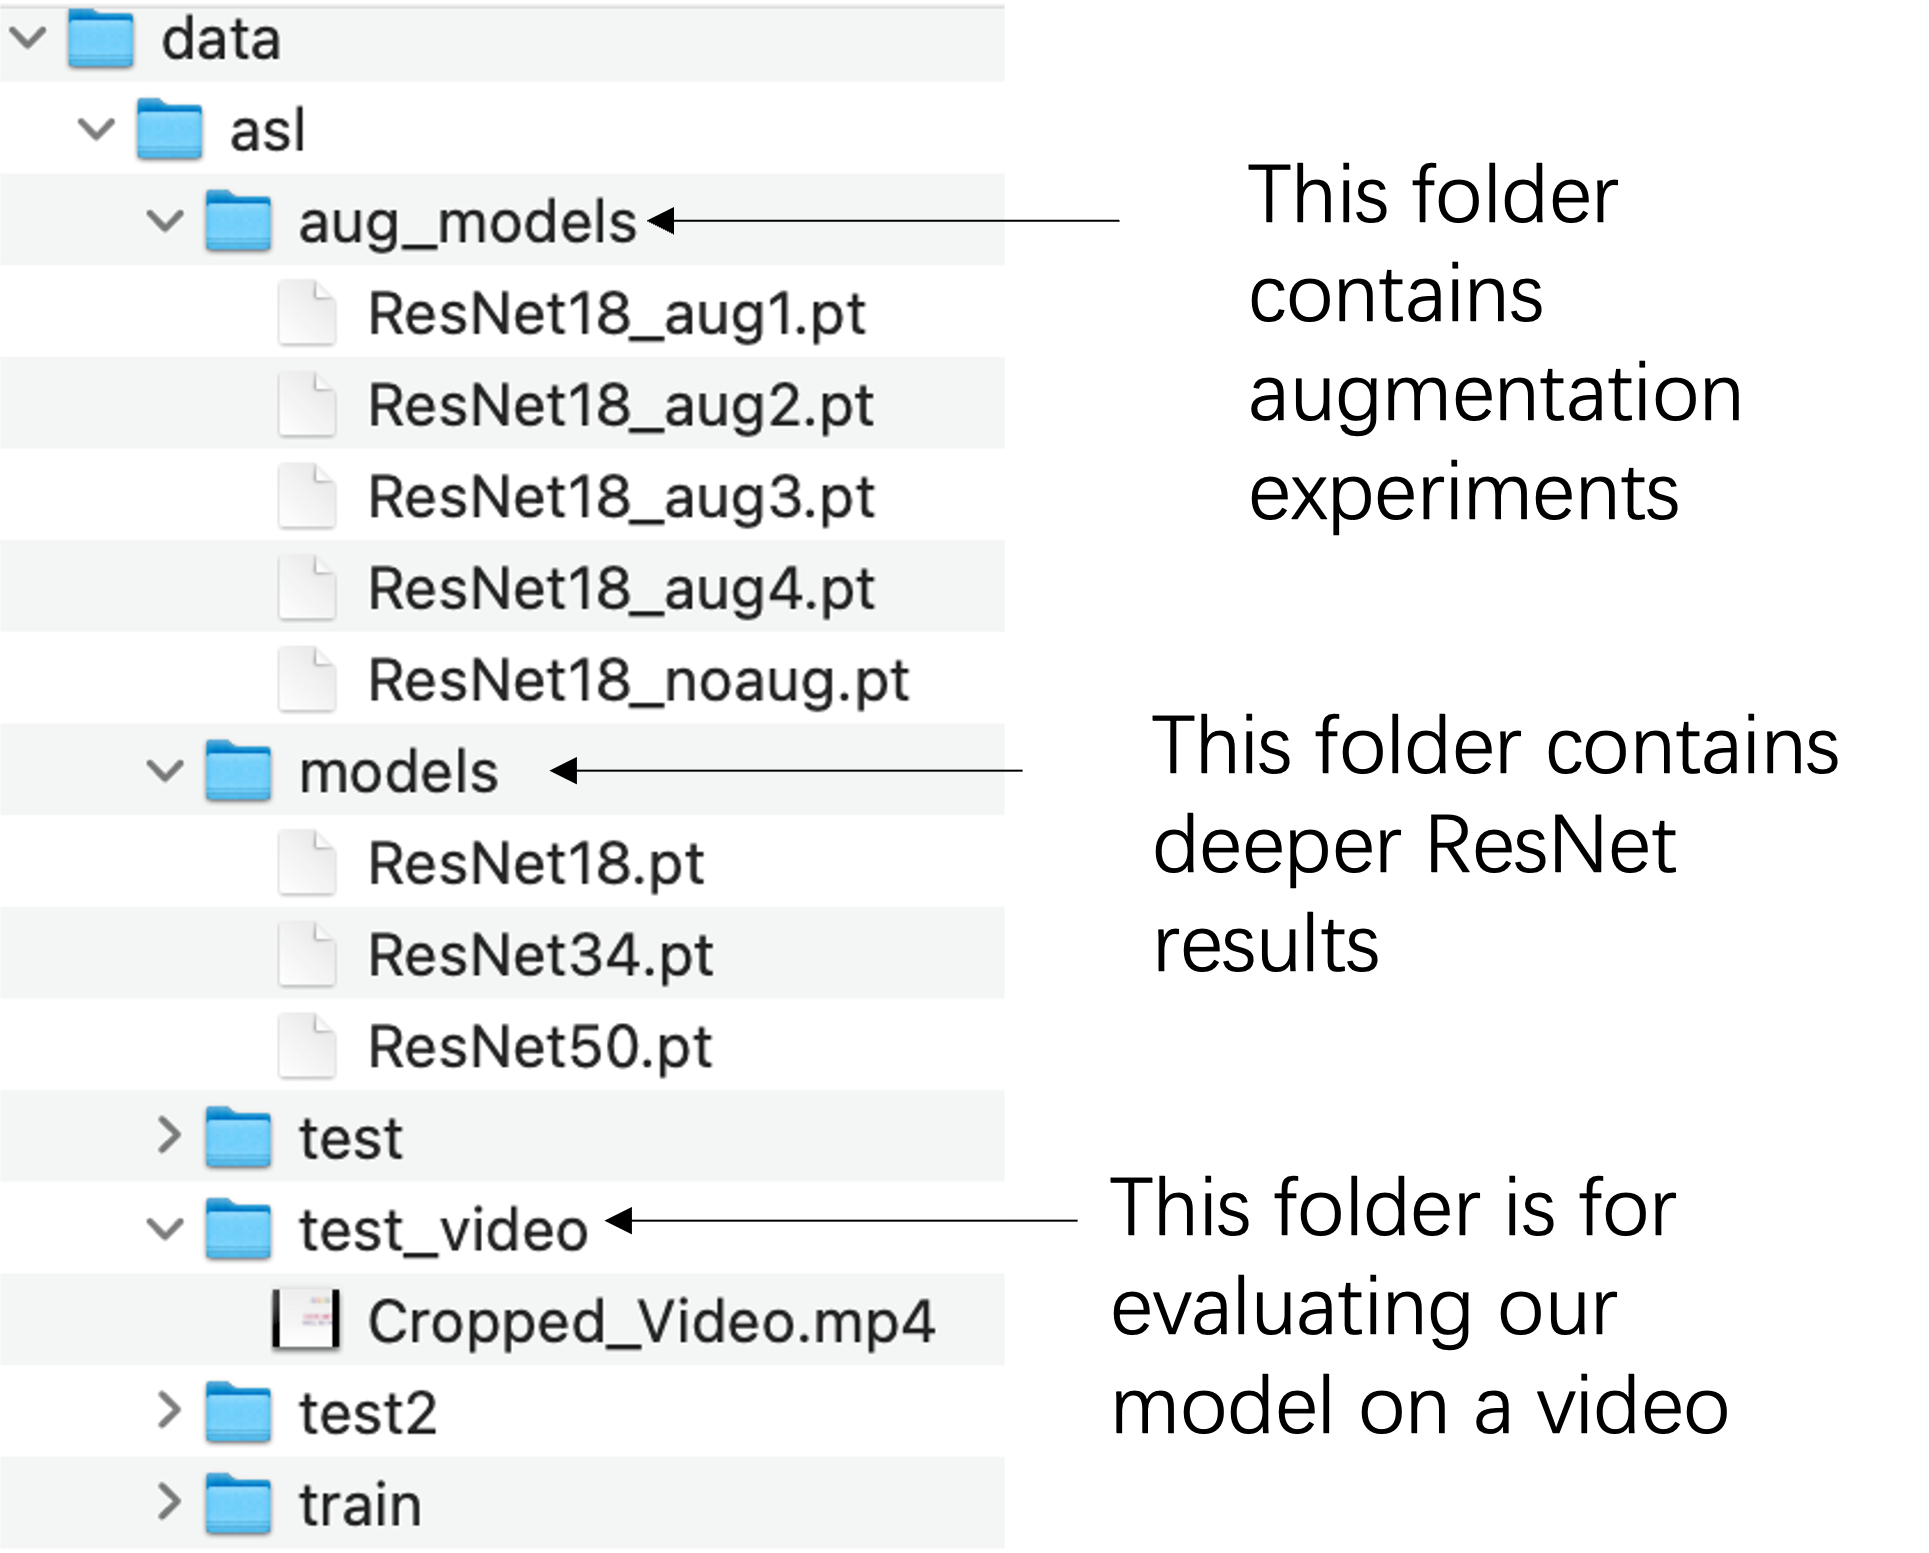 data
asl
aug_models
ResNet18_aug1.pt
ResNet18_aug2.pt
ResNet18_aug3.pt
ResNet18_aug4.pt
ResNet18_noaug.pt
models
ResNet18.pt
ResNet34.pt
ResNet50.pt
test
test_video
Cropped_Video.mp4
test2
train
This folder
contains
augmentation
experiments
This folder contains
deeper ResNet
results
This folder is for
evaluating our
model on a video